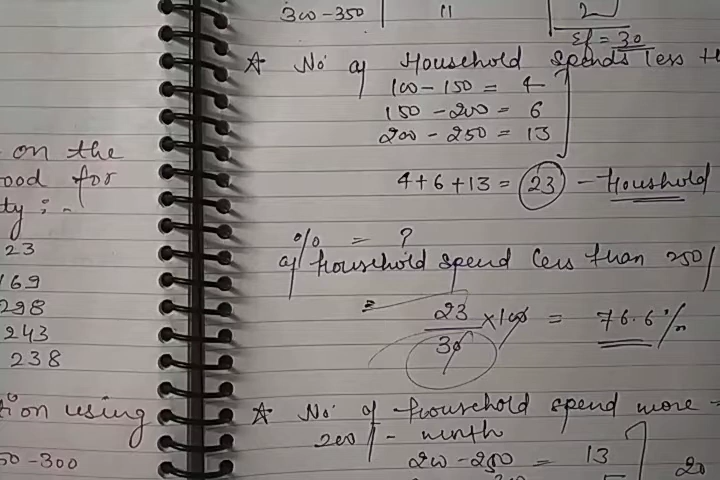 on the
ood for
ty : -
23
169
298
243
238
tion using
50-300
300-350 | 11 | 2
Σf = 30
☆ No. of Household Spends less t
100-150 = 4
150-200 = 6
200-250 = 13
4+6+13 = 23 - Houshold
% = ?
of household spend less than 250/
= 23/30 × 100 = 76.6%
☆ No. of household spend more
200/- month
200-250 = 13
20